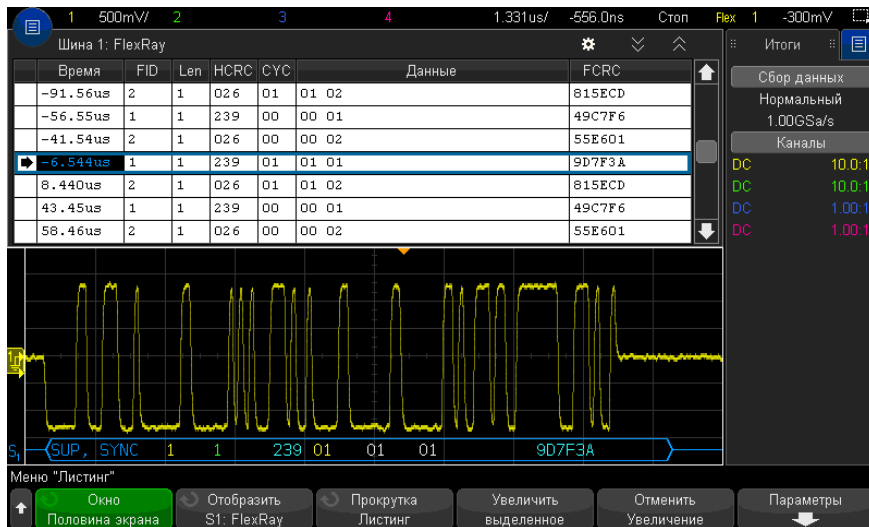 1 500mV/ 2 3 4 1.331us/ -556.0ns Стоп Flex 1 -300mV
Шина 1: FlexRay
Время FID Len HCRC CYC Данные FCRC
-91.56us 2 1 026 01 01 02 815ECD
-56.55us 1 1 239 00 00 01 49C7F6
-41.54us 2 1 026 00 00 02 55E601
-6.544us 1 1 239 01 01 01 9D7F3A
8.440us 2 1 026 01 01 02 815ECD
43.45us 1 1 239 00 00 01 49C7F6
58.46us 2 1 026 00 00 02 55E601
Итоги
Сбор данных
Нормальный
1.00GSa/s
Каналы
DC 10.0:1
DC 10.0:1
DC 1.00:1
DC 1.00:1
1
S1 SUP, SYNC 1 1 239 01 01 01 9D7F3A
Меню "Листинг"
Окно
Половина экрана
Отобразить
S1: FlexRay
Прокрутка
Листинг
Увеличить
выделенное
Отменить
Увеличение
Параметры